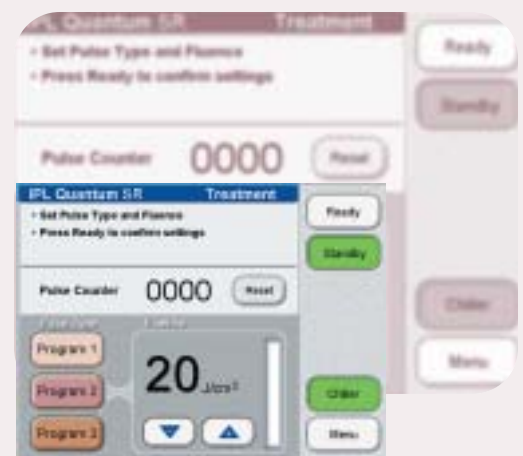 IPL Quantum SR Treatment
• Set Pulse Type and Fluence
• Press Ready to confirm settings
Ready
Standby
Pulse Counter 0000 Reset
IPL Quantum SR Treatment
• Set Pulse Type and Fluence
• Press Ready to confirm settings
Ready
Standby
Pulse Counter 0000 Reset
Program 1
Program 2
Program 3
20 J/cm²
Chiller
Menu
Chiller
Menu